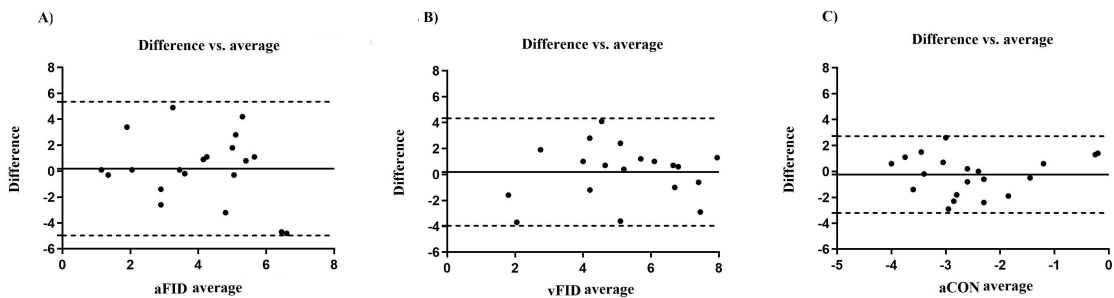 A)
Difference vs. average
Difference
8
6
4
2
0
-2
-4
-6
0 2 4 6 8
aFID average
B)
Difference vs. average
Difference
8
6
4
2
0
-2
-4
-6
0 2 4 6 8
vFID average
C)
Difference vs. average
Difference
8
6
4
2
0
-2
-4
-6
-5 -4 -3 -2 -1 0
aCON average